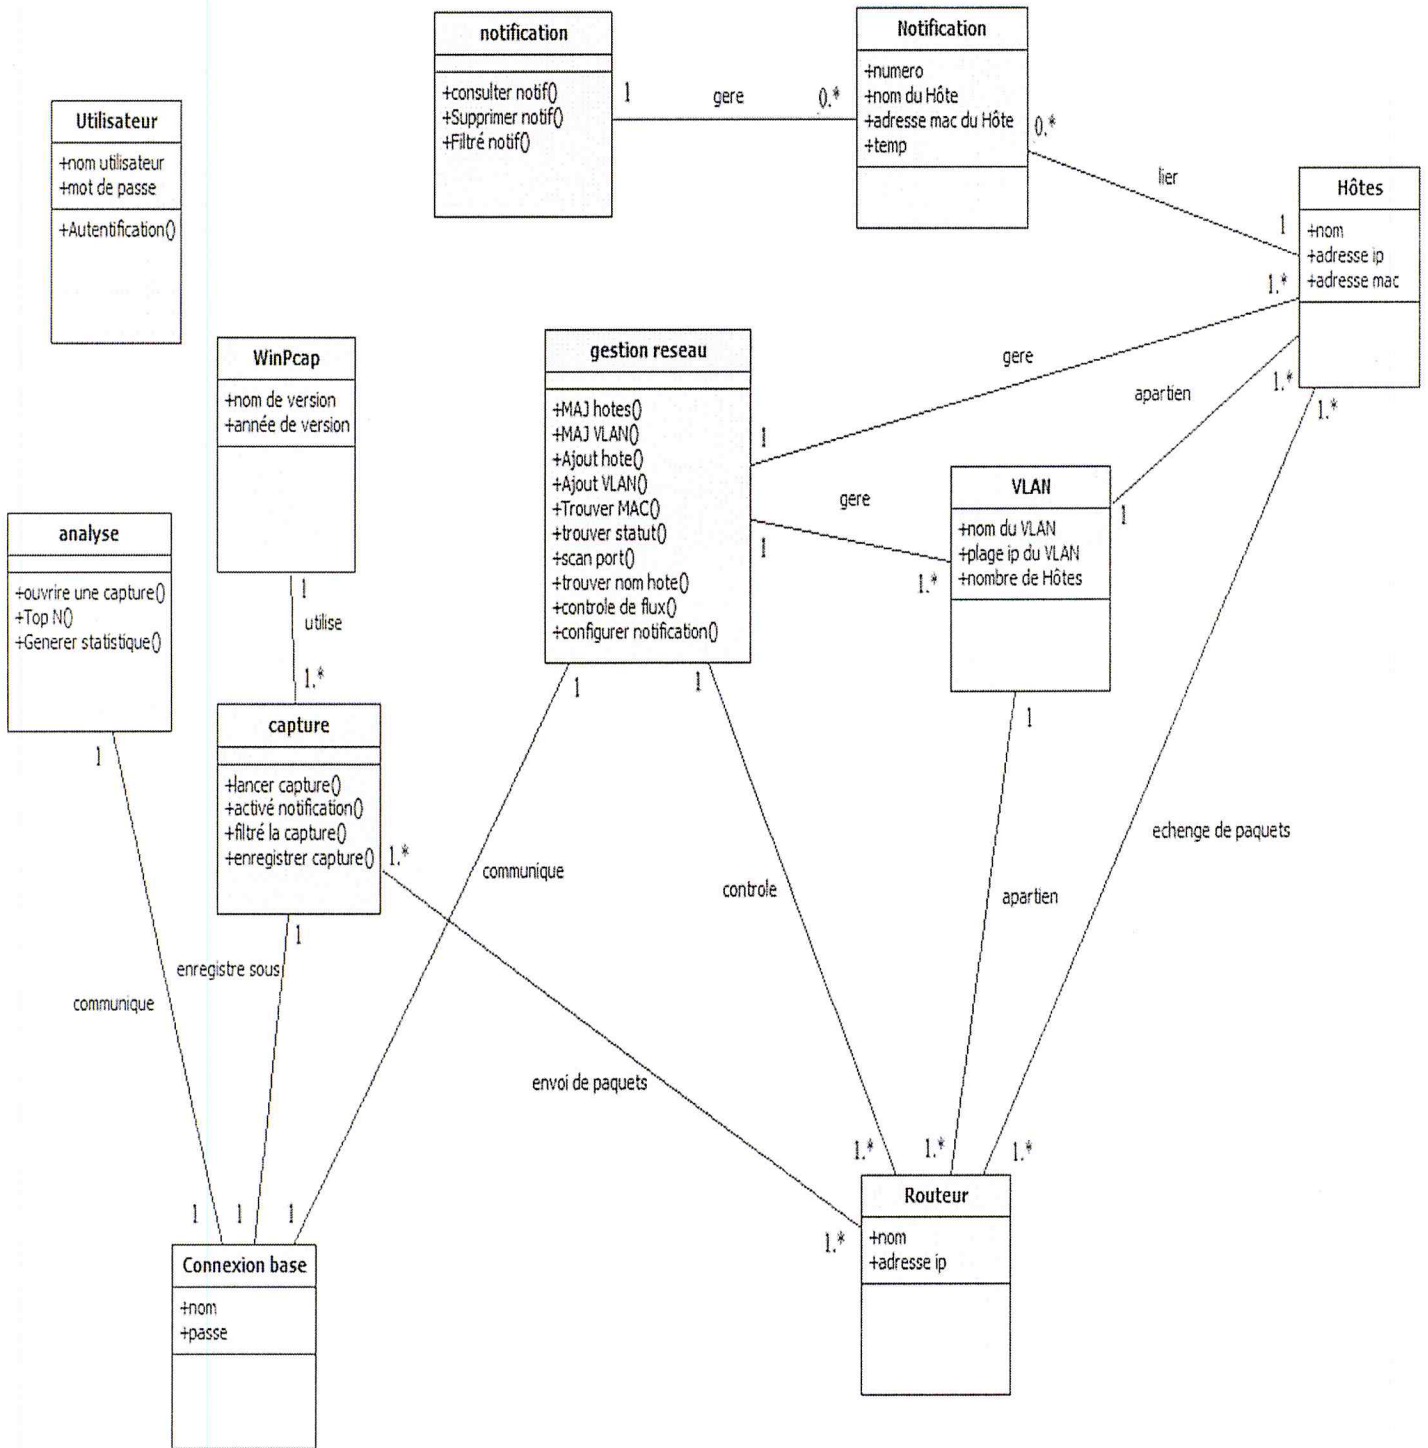 notification
+consulter notif()
+Supprimer notif()
+Filtré notif()
1
gere
0.*
Notification
+numero
+nom du Hôte
+adresse mac du Hôte
+temp
0.*
lier
1
Utilisateur
+nom utilisateur
+mot de passe
+Autentification()
Hôtes
+nom
+adresse ip
+adresse mac
1.*
gere
1
1.*
apartien
1
1.*
WinPcap
+nom de version
+année de version
1
utilise
1.*
gestion reseau
+MAJ hotes()
+MAJ VLAN()
+Ajout hote()
+Ajout VLAN()
+Trouver MAC()
+trouver statut()
+scan port()
+trouver nom hote()
+controle de flux()
+configurer notification()
gere
1
1.*
VLAN
+nom du VLAN
+plage ip du VLAN
+nombre de Hôtes
1
analyse
+ouvrire une capture()
+Top N()
+Generer statistique()
1
capture
+lancer capture()
+activé notification()
+filtré la capture()
+enregistrer capture()
1.*
1
1
1
communique
controle
apartien
echenge de paquets
enregistre sous
communique
envoi de paquets
1.*
1.*
1.*
1.*
1
1
1
Connexion base
+nom
+passe
Routeur
+nom
+adresse ip